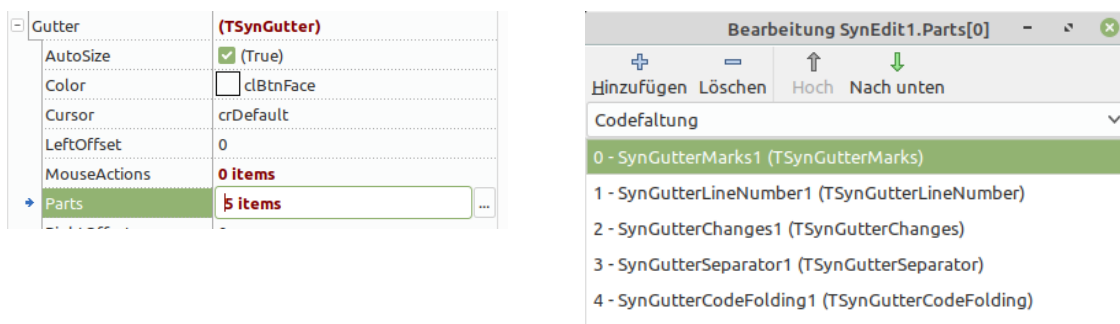 Gutter (TSynGutter)
AutoSize (True)
Color clBtnFace
Cursor crDefault
LeftOffset 0
MouseActions 0 items
Parts 5 items ...
Bearbeitung SynEdit1.Parts[0]
Hinzufügen Löschen Hoch Nach unten
Codefaltung
0 - SynGutterMarks1 (TSynGutterMarks)
1 - SynGutterLineNumber1 (TSynGutterLineNumber)
2 - SynGutterChanges1 (TSynGutterChanges)
3 - SynGutterSeparator1 (TSynGutterSeparator)
4 - SynGutterCodeFolding1 (TSynGutterCodeFolding)